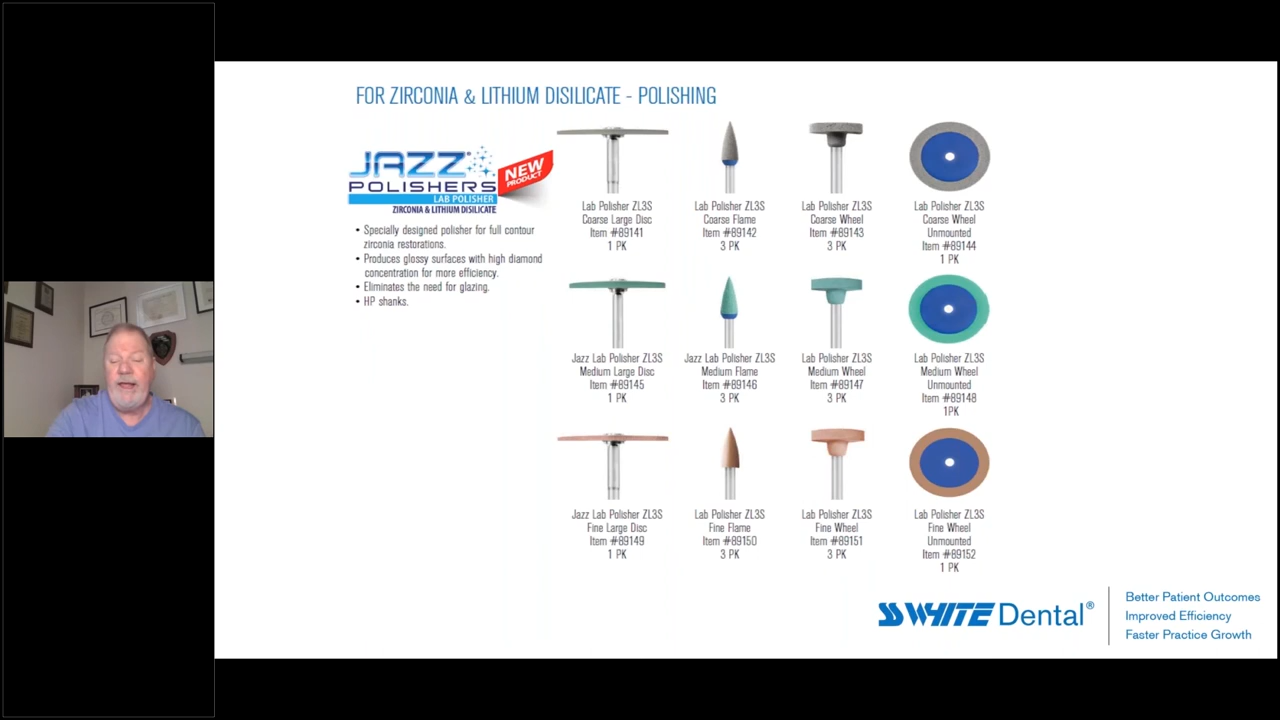 FOR ZIRCONIA & LITHIUM DISILICATE - POLISHING
JAZZ
POLISHERS
LAB POLISHER
ZIRCONIA & LITHIUM DISILICATE
NEW
PRODUCT
• Specially designed polisher for full contour
zirconia restorations.
• Produces glossy surfaces with high diamond
concentration for more efficiency.
• Eliminates the need for glazing.
• HP shanks.
Lab Polisher ZL3S
Coarse Large Disc
Item #89141
1 PK
Lab Polisher ZL3S
Coarse Flame
Item #89142
3 PK
Lab Polisher ZL3S
Coarse Wheel
Item #89143
3 PK
Lab Polisher ZL3S
Coarse Wheel
Unmounted
Item #89144
1 PK
Jazz Lab Polisher ZL3S
Medium Large Disc
Item #89145
1 PK
Jazz Lab Polisher ZL3S
Medium Flame
Item #89146
3 PK
Lab Polisher ZL3S
Medium Wheel
Item #89147
3 PK
Lab Polisher ZL3S
Medium Wheel
Unmounted
Item #89148
1PK
Jazz Lab Polisher ZL3S
Fine Large Disc
Item #89149
1 PK
Lab Polisher ZL3S
Fine Flame
Item #89150
3 PK
Lab Polisher ZL3S
Fine Wheel
Item #89151
3 PK
Lab Polisher ZL3S
Fine Wheel
Unmounted
Item #89152
1 PK
SS WHITE Dental®
Better Patient Outcomes
Improved Efficiency
Faster Practice Growth